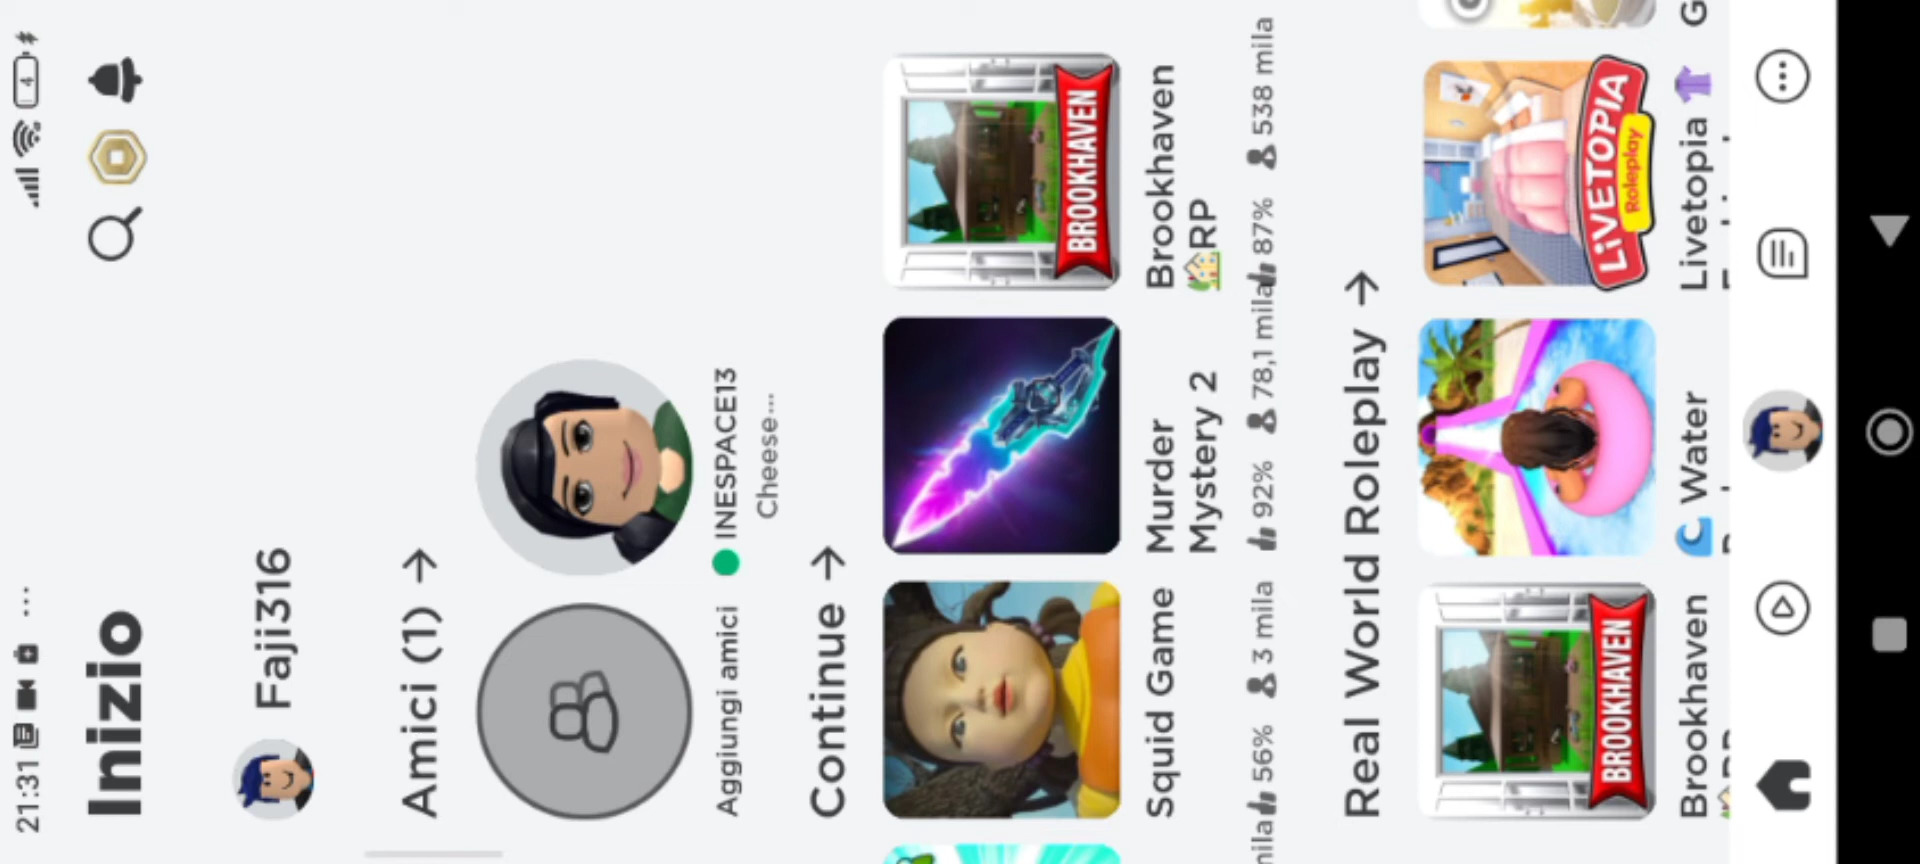 21:31 ...
4
Inizio
Faji316
Amici (1) →
Aggiungi amici
INESPACE13
Cheese...
Continue →
BROOKHAVEN
Squid Game
Murder
Mystery 2
Brookhaven
🏡RP
mila 56% 3 mila
92% 78,1 mila
87% 538 mila
Real World Roleplay →
BROOKHAVEN
LIVETOPIA
Roleplay
Brookhaven
🌊 Water
Livetopia 👚
G